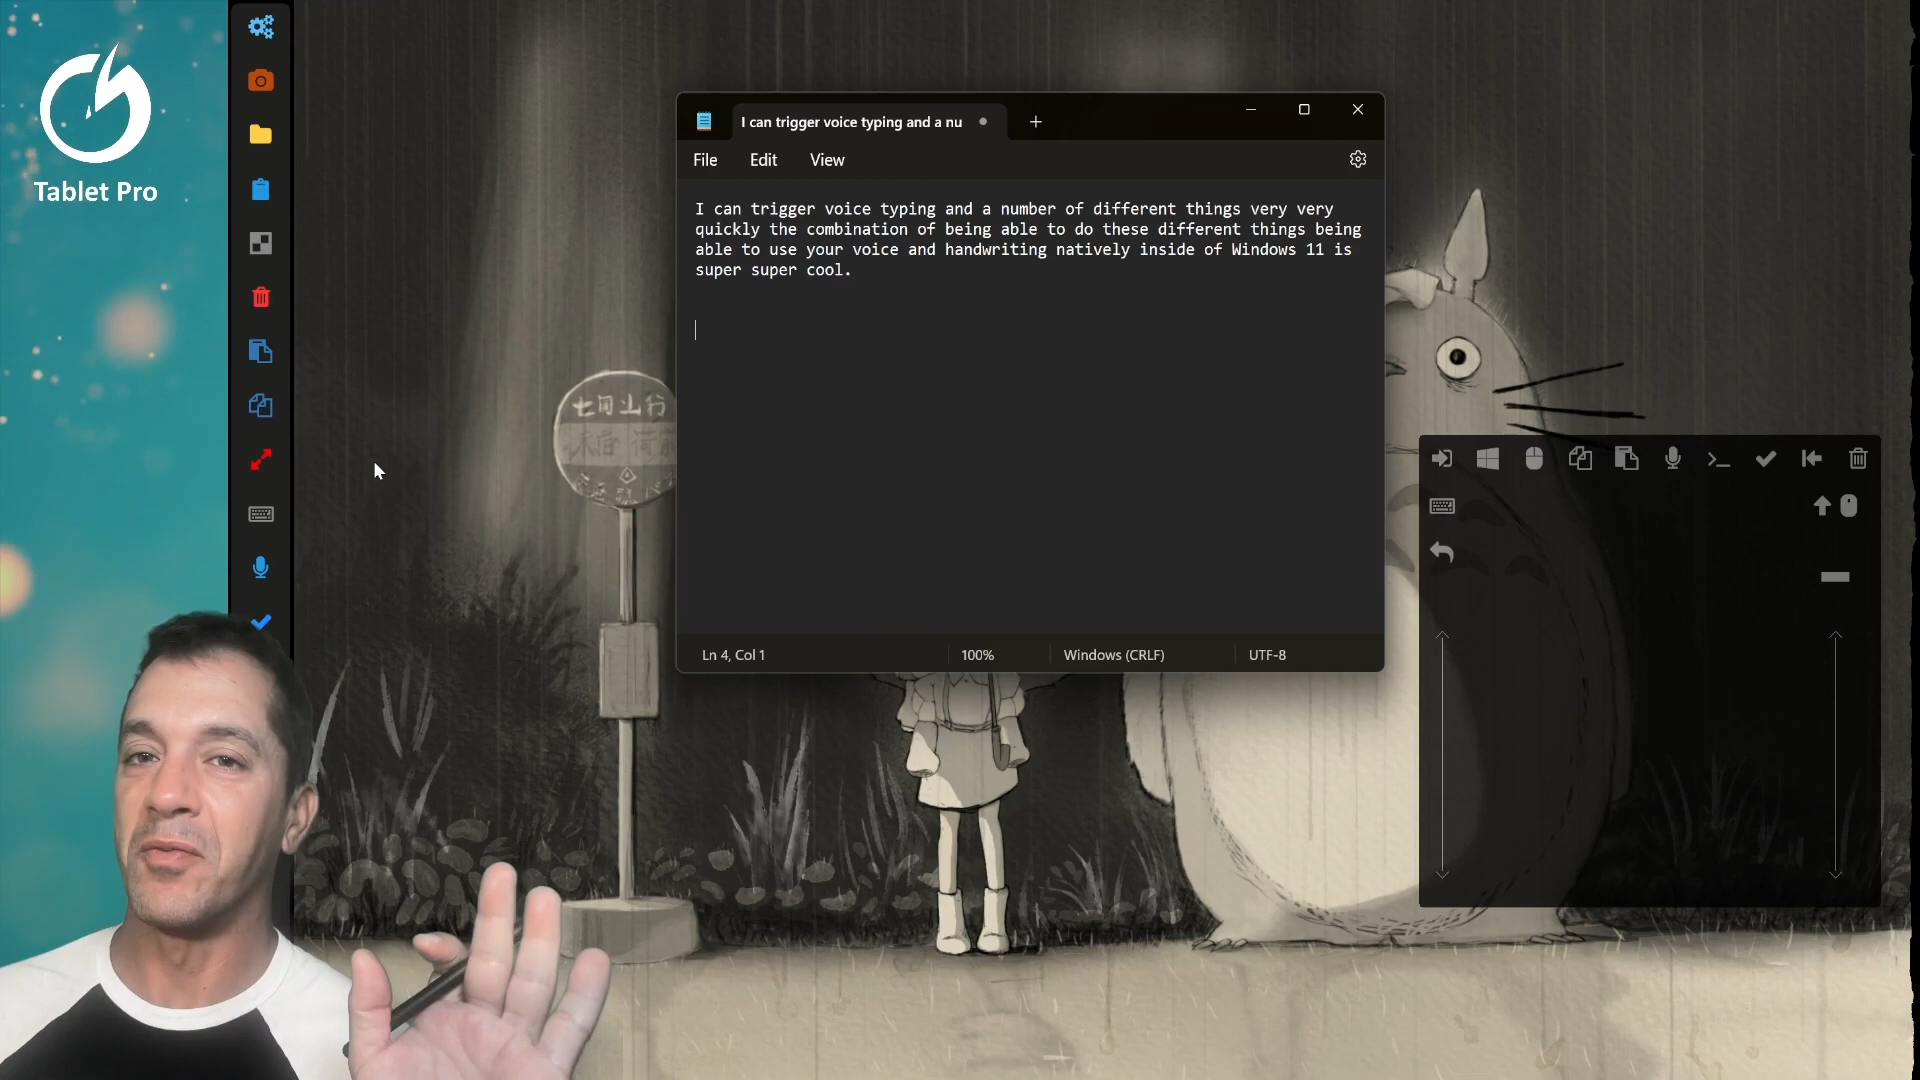 Tablet Pro
I can trigger voice typing and a nu
File Edit View
I can trigger voice typing and a number of different things very very
quickly the combination of being able to do these different things being
able to use your voice and handwriting natively inside of Windows 11 is
super super cool.
Ln 4, Col 1 100% Windows (CRLF) UTF-8